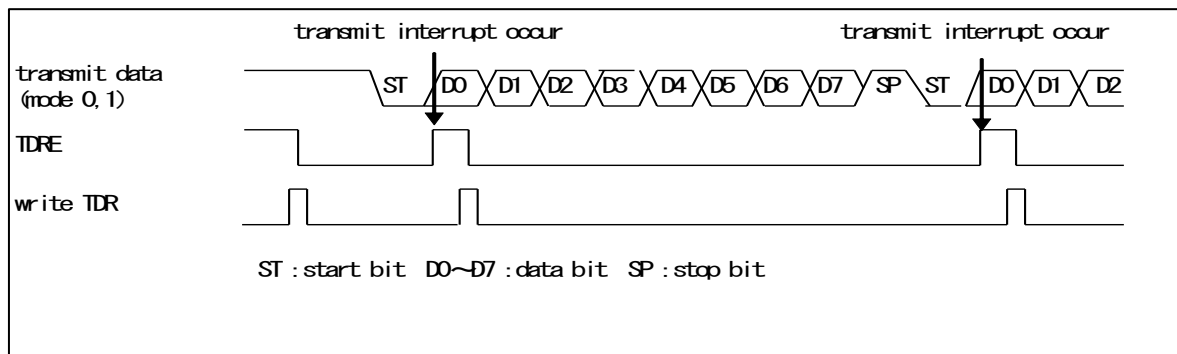 transmit interrupt occur transmit interrupt occur
transmit data
(mode 0,1)
ST D0 D1 D2 D3 D4 D5 D6 D7 SP ST D0 D1 D2
TDRE
write TDR
ST : start bit D0~D7 : data bit SP : stop bit